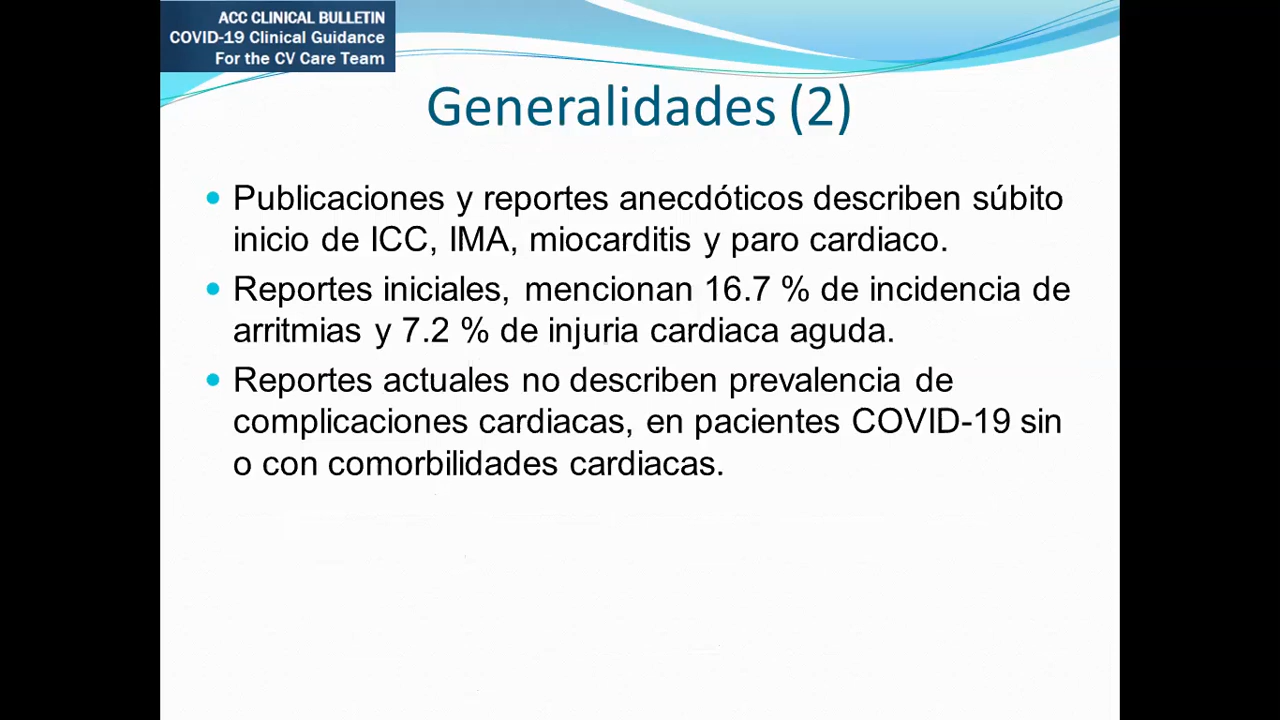 ACC CLINICAL BULLETIN
COVID-19 Clinical Guidance
For the CV Care Team
Generalidades (2)
• Publicaciones y reportes anecdóticos describen súbito
inicio de ICC, IMA, miocarditis y paro cardiaco.
• Reportes iniciales, mencionan 16.7 % de incidencia de
arritmias y 7.2 % de injuria cardiaca aguda.
• Reportes actuales no describen prevalencia de
complicaciones cardiacas, en pacientes COVID-19 sin
o con comorbilidades cardiacas.